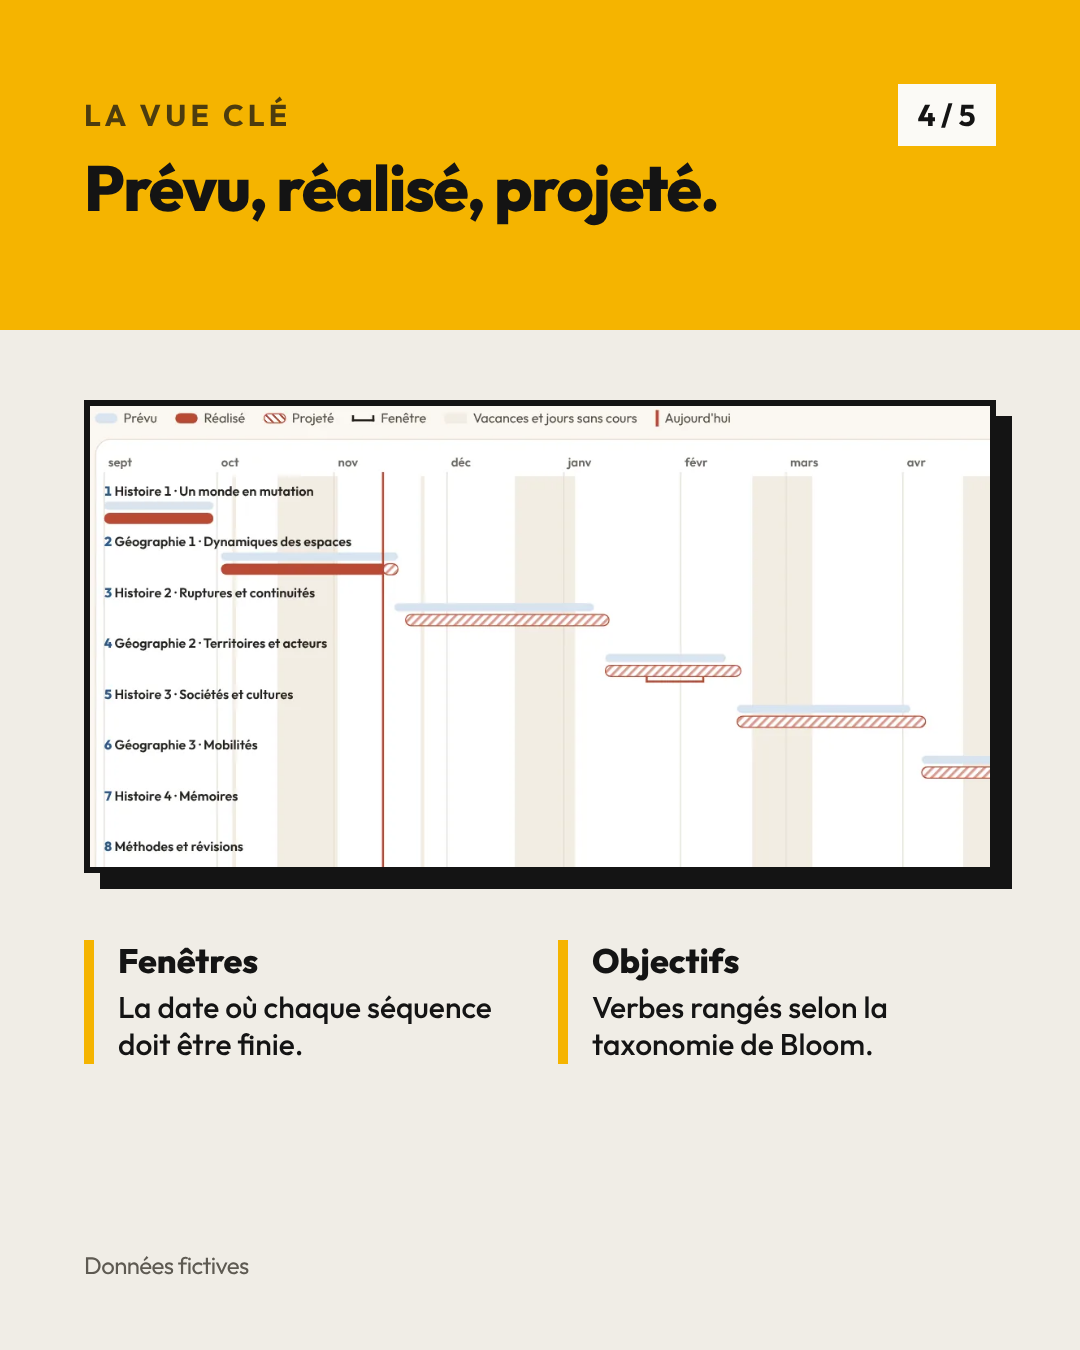 LA VUE CLÉ
4/5
Prévu, réalisé, projeté.
Prévu Réalisé Projeté Fenêtre Vacances et jours sans cours Aujourd'hui
sept oct nov déc janv févr mars avr
1 Histoire 1 · Un monde en mutation
2 Géographie 1 · Dynamiques des espaces
3 Histoire 2 · Ruptures et continuités
4 Géographie 2 · Territoires et acteurs
5 Histoire 3 · Sociétés et cultures
6 Géographie 3 · Mobilités
7 Histoire 4 · Mémoires
8 Méthodes et révisions
Fenêtres
La date où chaque séquence
doit être finie.
Objectifs
Verbes rangés selon la
taxonomie de Bloom.
Données fictives